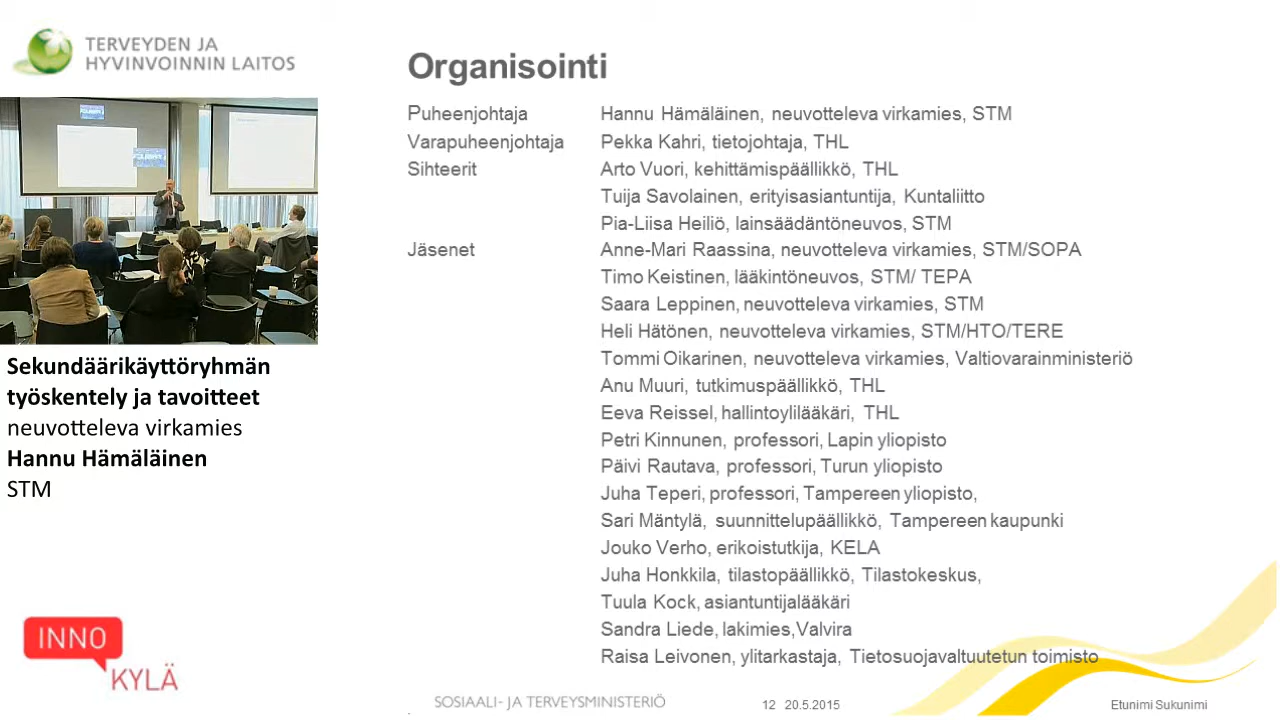 TERVEYDEN JA
HYVINVOINNIN LAITOS
Sekundäärikäyttöryhmän
työskentely ja tavoitteet
neuvotteleva virkamies
Hannu Hämäläinen
STM
INNO
KYLÄ
Organisointi
Puheenjohtaja Hannu Hämäläinen, neuvotteleva virkamies, STM
Varapuheenjohtaja Pekka Kahri, tietojohtaja, THL
Sihteerit Arto Vuori, kehittämispäällikkö, THL
Tuija Savolainen, erityisasiantuntija, Kuntaliitto
Pia-Liisa Heiliö, lainsäädäntöneuvos, STM
Jäsenet Anne-Mari Raassina, neuvotteleva virkamies, STM/SOPA
Timo Keistinen, lääkintöneuvos, STM/ TEPA
Saara Leppinen, neuvotteleva virkamies, STM
Heli Hätönen, neuvotteleva virkamies, STM/HTO/TERE
Tommi Oikarinen, neuvotteleva virkamies, Valtiovarainministeriö
Anu Muuri, tutkimuspäällikkö, THL
Eeva Reissel, hallintoylilääkäri, THL
Petri Kinnunen, professori, Lapin yliopisto
Päivi Rautava, professori, Turun yliopisto
Juha Teperi, professori, Tampereen yliopisto,
Sari Mäntylä, suunnittelupäällikkö, Tampereen kaupunki
Jouko Verho, erikoistutkija, KELA
Juha Honkkila, tilastopäällikkö, Tilastokeskus,
Tuula Kock, asiantuntijalääkäri
Sandra Liede, lakimies,Valvira
Raisa Leivonen, ylitarkastaja, Tietosuojavaltuutetun toimisto
SOSIAALI- JA TERVEYSMINISTERIÖ 12 20.5.2015 Etunimi Sukunimi